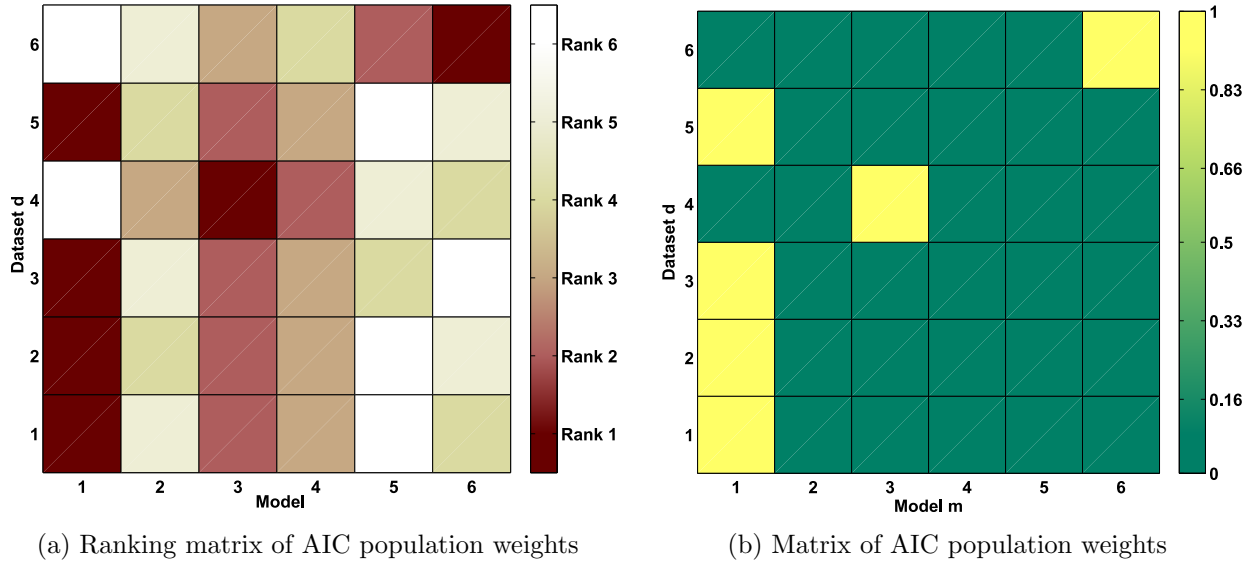 6
5
4
3
2
1
Dataset d
1 2 3 4 5 6
Model
Rank 6
Rank 5
Rank 4
Rank 3
Rank 2
Rank 1
(a) Ranking matrix of AIC population weights
6
5
4
3
2
1
Dataset d
1 2 3 4 5 6
Model m
1
0.83
0.66
0.5
0.33
0.16
0
(b) Matrix of AIC population weights